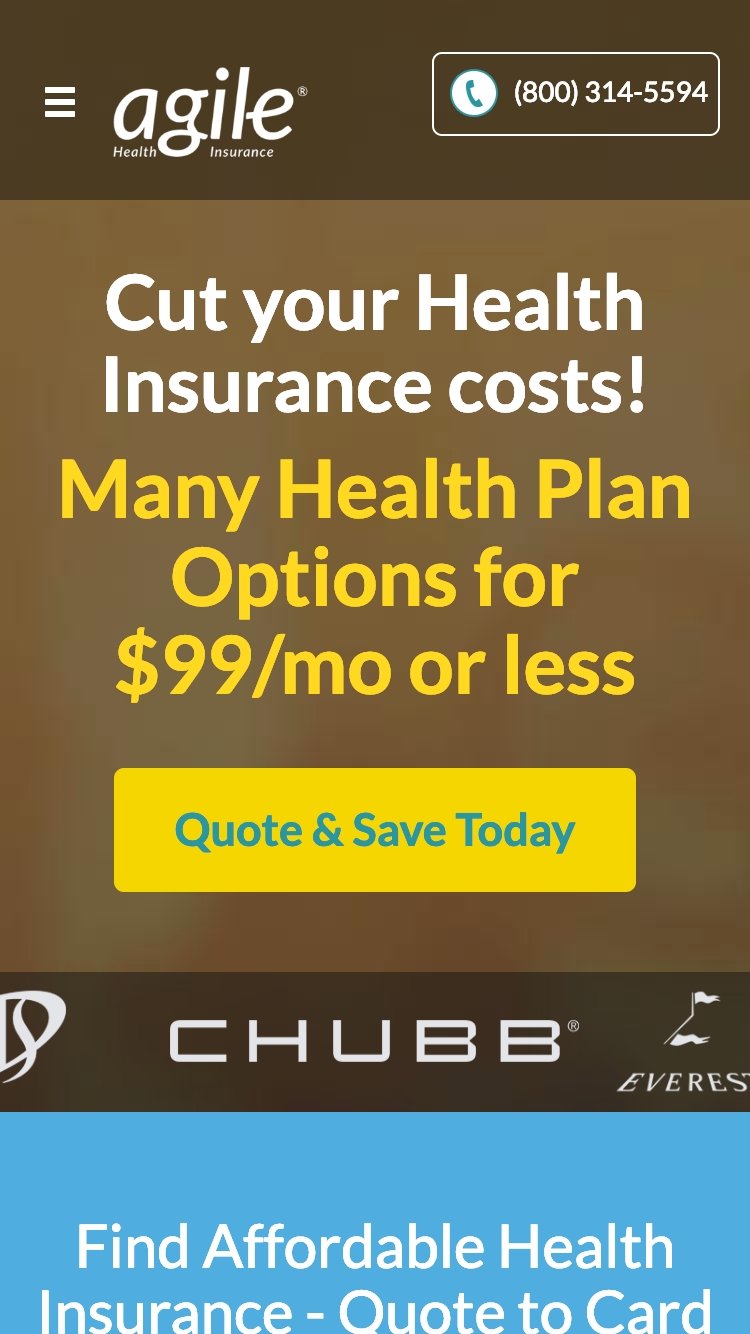 agile®
Health Insurance
(800) 314-5594
Cut your Health
Insurance costs!
Many Health Plan
Options for
$99/mo or less
Quote & Save Today
CHUBB®
EVEREST
Find Affordable Health
Insurance - Quote to Card